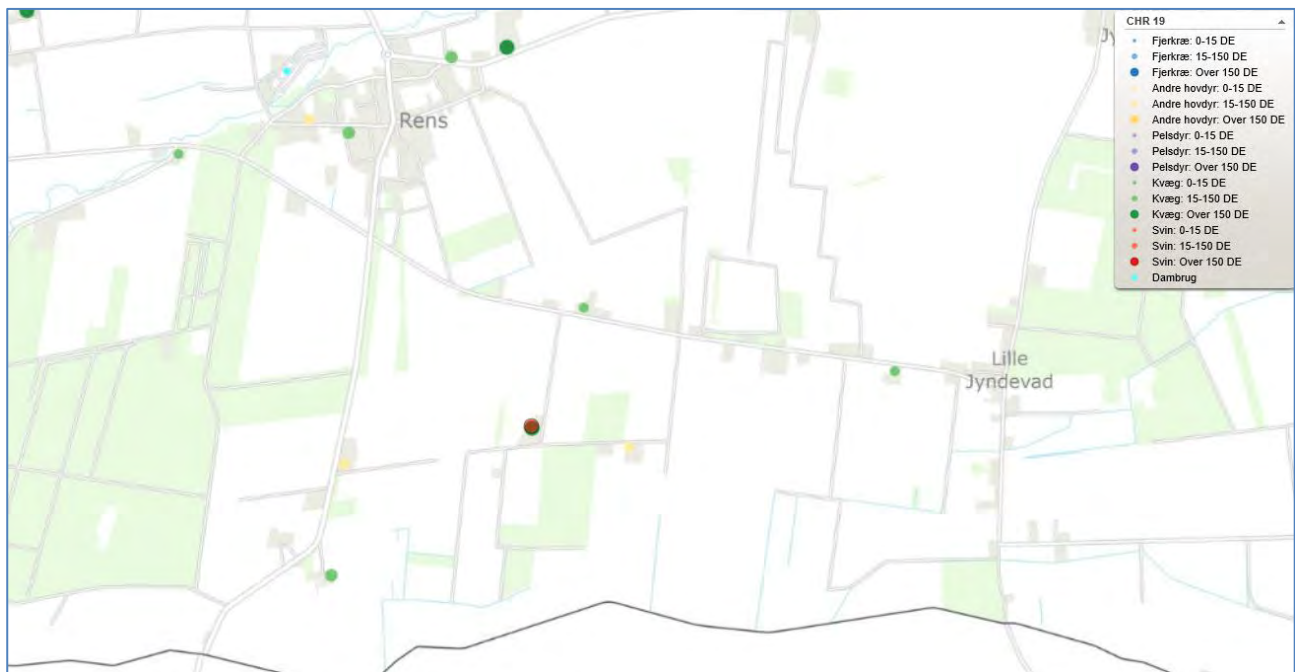 CHR 19
Fjerkræ: 0-15 DE
Fjerkræ: 15-150 DE
Fjerkræ: Over 150 DE
Andre hovdyr: 0-15 DE
Andre hovdyr: 15-150 DE
Andre hovdyr: Over 150 DE
Pelsdyr: 0-15 DE
Pelsdyr: 15-150 DE
Pelsdyr: Over 150 DE
Kvæg: 0-15 DE
Kvæg: 15-150 DE
Kvæg: Over 150 DE
Svin: 0-15 DE
Svin: 15-150 DE
Svin: Over 150 DE
Dambrug
Rens
Lille
Jyndevad